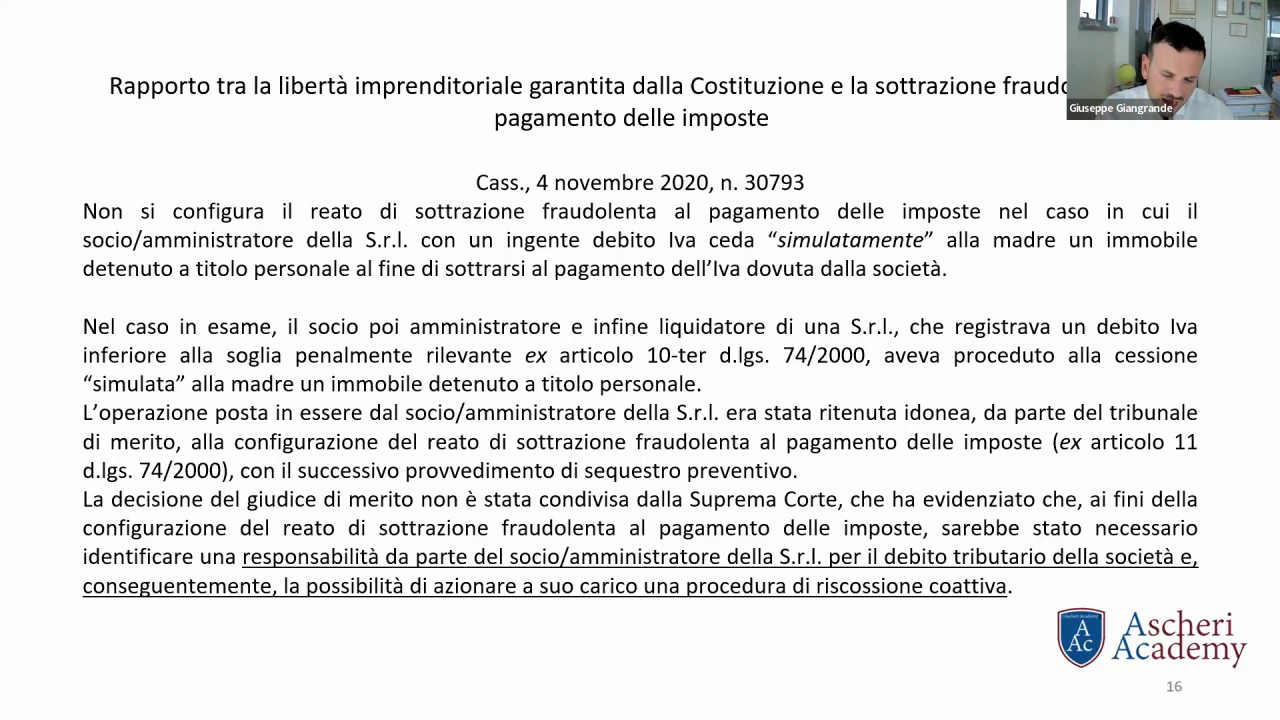 Rapporto tra la libertà imprenditoriale garantita dalla Costituzione e la sottrazione
pagamento delle imposte
Giuseppe Giangrande
Cass., 4 novembre 2020, n. 30793
Non si configura il reato di sottrazione fraudolenta al pagamento delle imposte nel caso in cui il
socio/amministratore della S.r.l. con un ingente debito Iva ceda “simulatamente” alla madre un immobile
detenuto a titolo personale al fine di sottrarsi al pagamento dell’Iva dovuta dalla società.
Nel caso in esame, il socio poi amministratore e infine liquidatore di una S.r.l., che registrava un debito Iva
inferiore alla soglia penalmente rilevante ex articolo 10-ter d.lgs. 74/2000, aveva proceduto alla cessione
“simulata” alla madre un immobile detenuto a titolo personale.
L’operazione posta in essere dal socio/amministratore della S.r.l. era stata ritenuta idonea, da parte del tribunale
di merito, alla configurazione del reato di sottrazione fraudolenta al pagamento delle imposte (ex articolo 11
d.lgs. 74/2000), con il successivo provvedimento di sequestro preventivo.
La decisione del giudice di merito non è stata condivisa dalla Suprema Corte, che ha evidenziato che, ai fini della
configurazione del reato di sottrazione fraudolenta al pagamento delle imposte, sarebbe stato necessario
identificare una responsabilità da parte del socio/amministratore della S.r.l. per il debito tributario della società e,
conseguentemente, la possibilità di azionare a suo carico una procedura di riscossione coattiva.
A
Ac
Ascheri
Academy
16